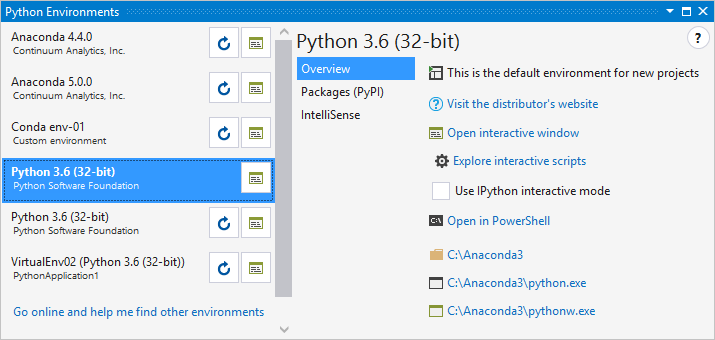 Python Environments
Anaconda 4.4.0
Continuum Analytics, Inc.
Anaconda 5.0.0
Continuum Analytics, Inc.
Conda env-01
Custom environment
Python 3.6 (32-bit)
Python Software Foundation
Python 3.6 (32-bit)
Python Software Foundation
VirtualEnv02 (Python 3.6 (32-bit))
PythonApplication1
Go online and help me find other environments
Python 3.6 (32-bit)
?
Overview
Packages (PyPI)
IntelliSense
This is the default environment for new projects
? Visit the distributor's website
Open interactive window
Explore interactive scripts
Use IPython interactive mode
C:\ Open in PowerShell
C:\Anaconda3
C:\Anaconda3\python.exe
C:\Anaconda3\pythonw.exe